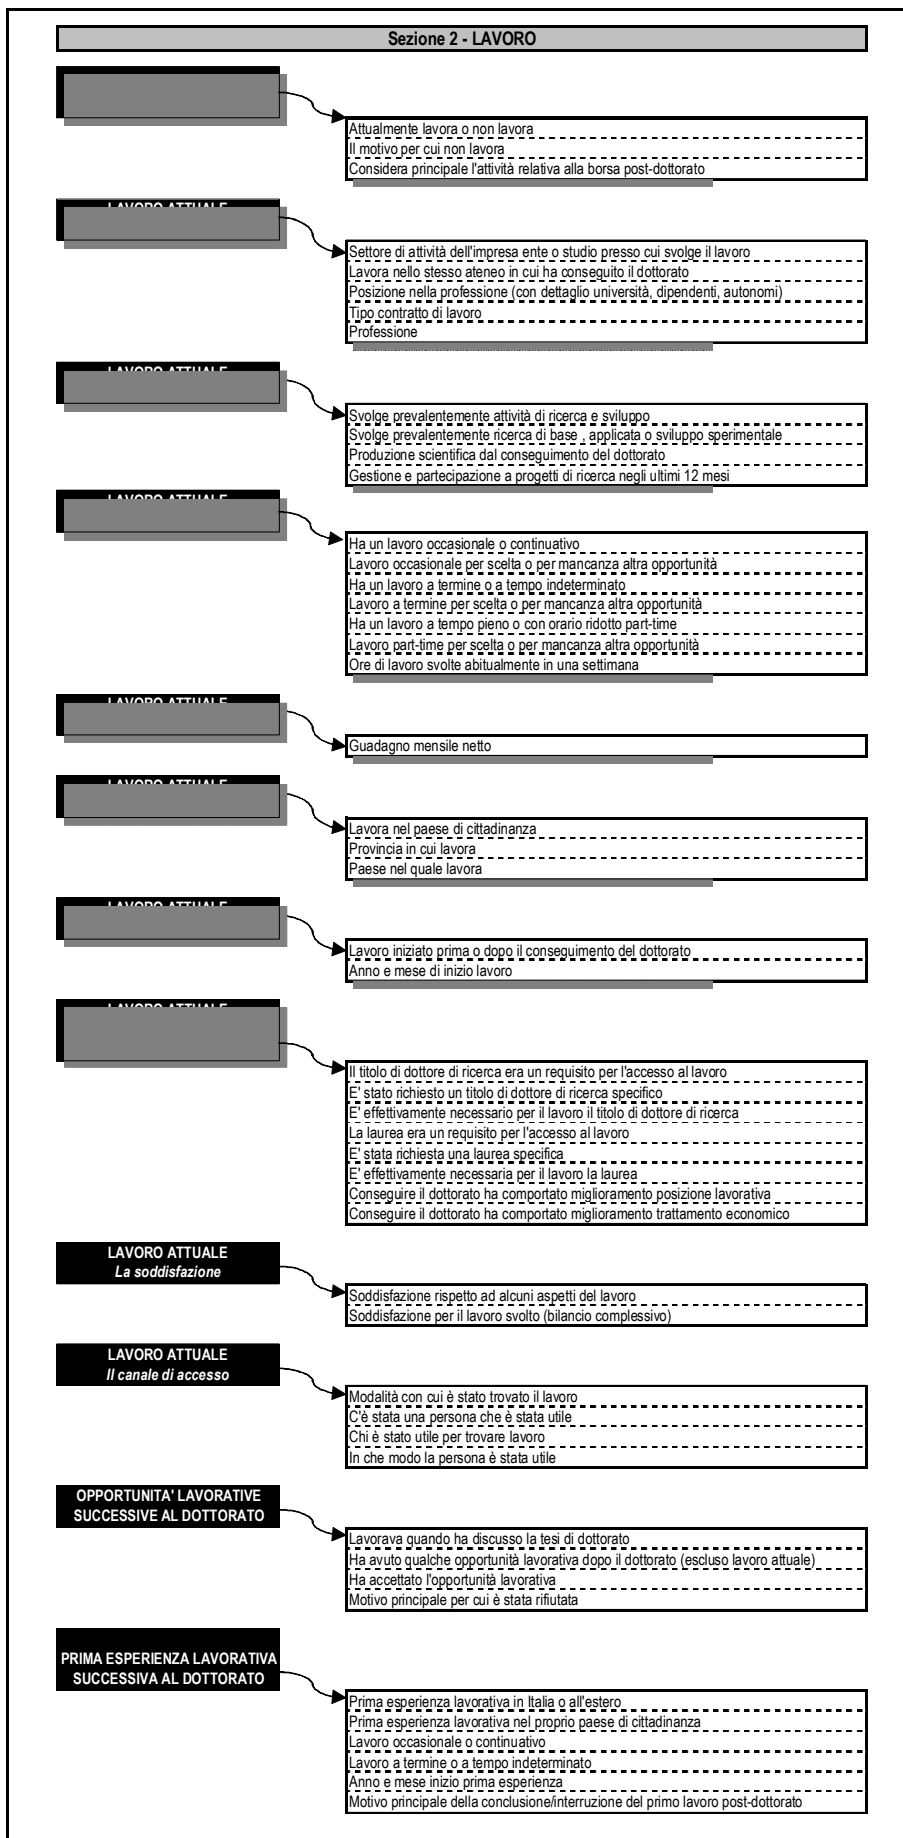 Sezione 2 - LAVORO
Attualmente lavora o non lavora
Il motivo per cui non lavora
Considera principale l'attività relativa alla borsa post-dottorato
LAVORO ATTUALE
Settore di attività dell'impresa ente o studio presso cui svolge il lavoro
Lavora nello stesso ateneo in cui ha conseguito il dottorato
Posizione nella professione (con dettaglio università, dipendenti, autonomi)
Tipo contratto di lavoro
Professione
LAVORO ATTUALE
Svolge prevalentemente attività di ricerca e sviluppo
Svolge prevalentemente ricerca di base , applicata o sviluppo sperimentale
Produzione scientifica dal conseguimento del dottorato
Gestione e partecipazione a progetti di ricerca negli ultimi 12 mesi
LAVORO ATTUALE
Ha un lavoro occasionale o continuativo
Lavoro occasionale per scelta o per mancanza altra opportunità
Ha un lavoro a termine o a tempo indeterminato
Lavoro a termine per scelta o per mancanza altra opportunità
Ha un lavoro a tempo pieno o con orario ridotto part-time
Lavoro part-time per scelta o per mancanza altra opportunità
Ore di lavoro svolte abitualmente in una settimana
LAVORO ATTUALE
Guadagno mensile netto
LAVORO ATTUALE
Lavora nel paese di cittadinanza
Provincia in cui lavora
Paese nel quale lavora
LAVORO ATTUALE
Lavoro iniziato prima o dopo il conseguimento del dottorato
Anno e mese di inizio lavoro
LAVORO ATTUALE
Il titolo di dottore di ricerca era un requisito per l'accesso al lavoro
E' stato richiesto un titolo di dottore di ricerca specifico
E' effettivamente necessario per il lavoro il titolo di dottore di ricerca
La laurea era un requisito per l'accesso al lavoro
E' stata richiesta una laurea specifica
E' effettivamente necessaria per il lavoro la laurea
Conseguire il dottorato ha comportato miglioramento posizione lavorativa
Conseguire il dottorato ha comportato miglioramento trattamento economico
LAVORO ATTUALE
La soddisfazione
Soddisfazione rispetto ad alcuni aspetti del lavoro
Soddisfazione per il lavoro svolto (bilancio complessivo)
LAVORO ATTUALE
Il canale di accesso
Modalità con cui è stato trovato il lavoro
C'è stata una persona che è stata utile
Chi è stato utile per trovare lavoro
In che modo la persona è stata utile
OPPORTUNITA' LAVORATIVE
SUCCESSIVE AL DOTTORATO
Lavorava quando ha discusso la tesi di dottorato
Ha avuto qualche opportunità lavorativa dopo il dottorato (escluso lavoro attuale)
Ha accettato l'opportunità lavorativa
Motivo principale per cui è stata rifiutata
PRIMA ESPERIENZA LAVORATIVA
SUCCESSIVA AL DOTTORATO
Prima esperienza lavorativa in Italia o all'estero
Prima esperienza lavorativa nel proprio paese di cittadinanza
Lavoro occasionale o continuativo
Lavoro a termine o a tempo indeterminato
Anno e mese inizio prima esperienza
Motivo principale della conclusione/interruzione del primo lavoro post-dottorato